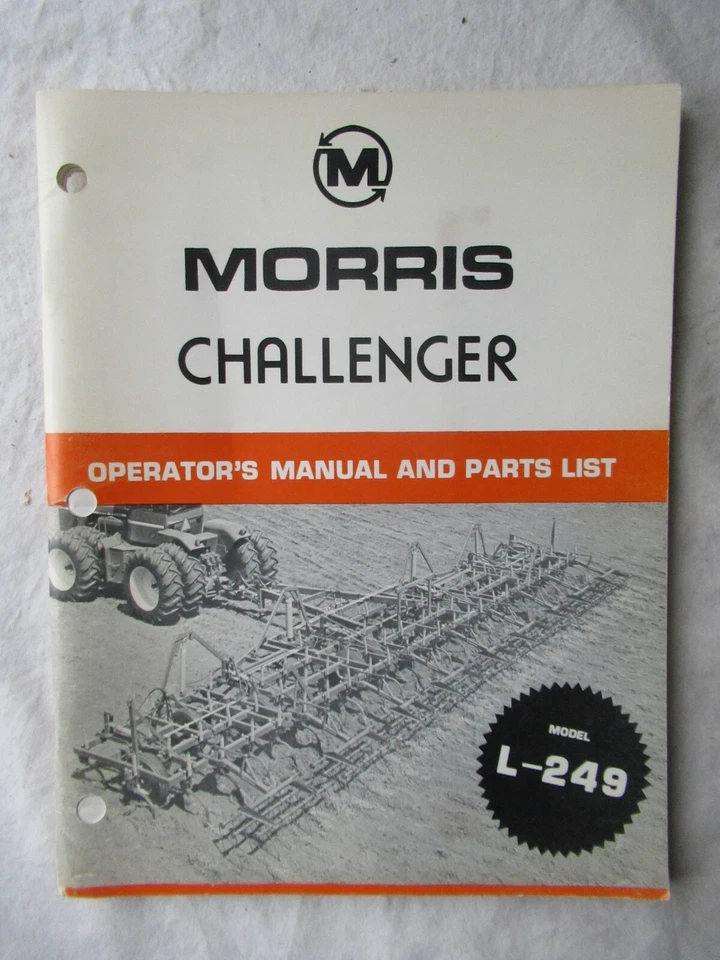 M
MORRIS
CHALLENGER
OPERATOR'S MANUAL AND PARTS LIST
MODEL
L-249